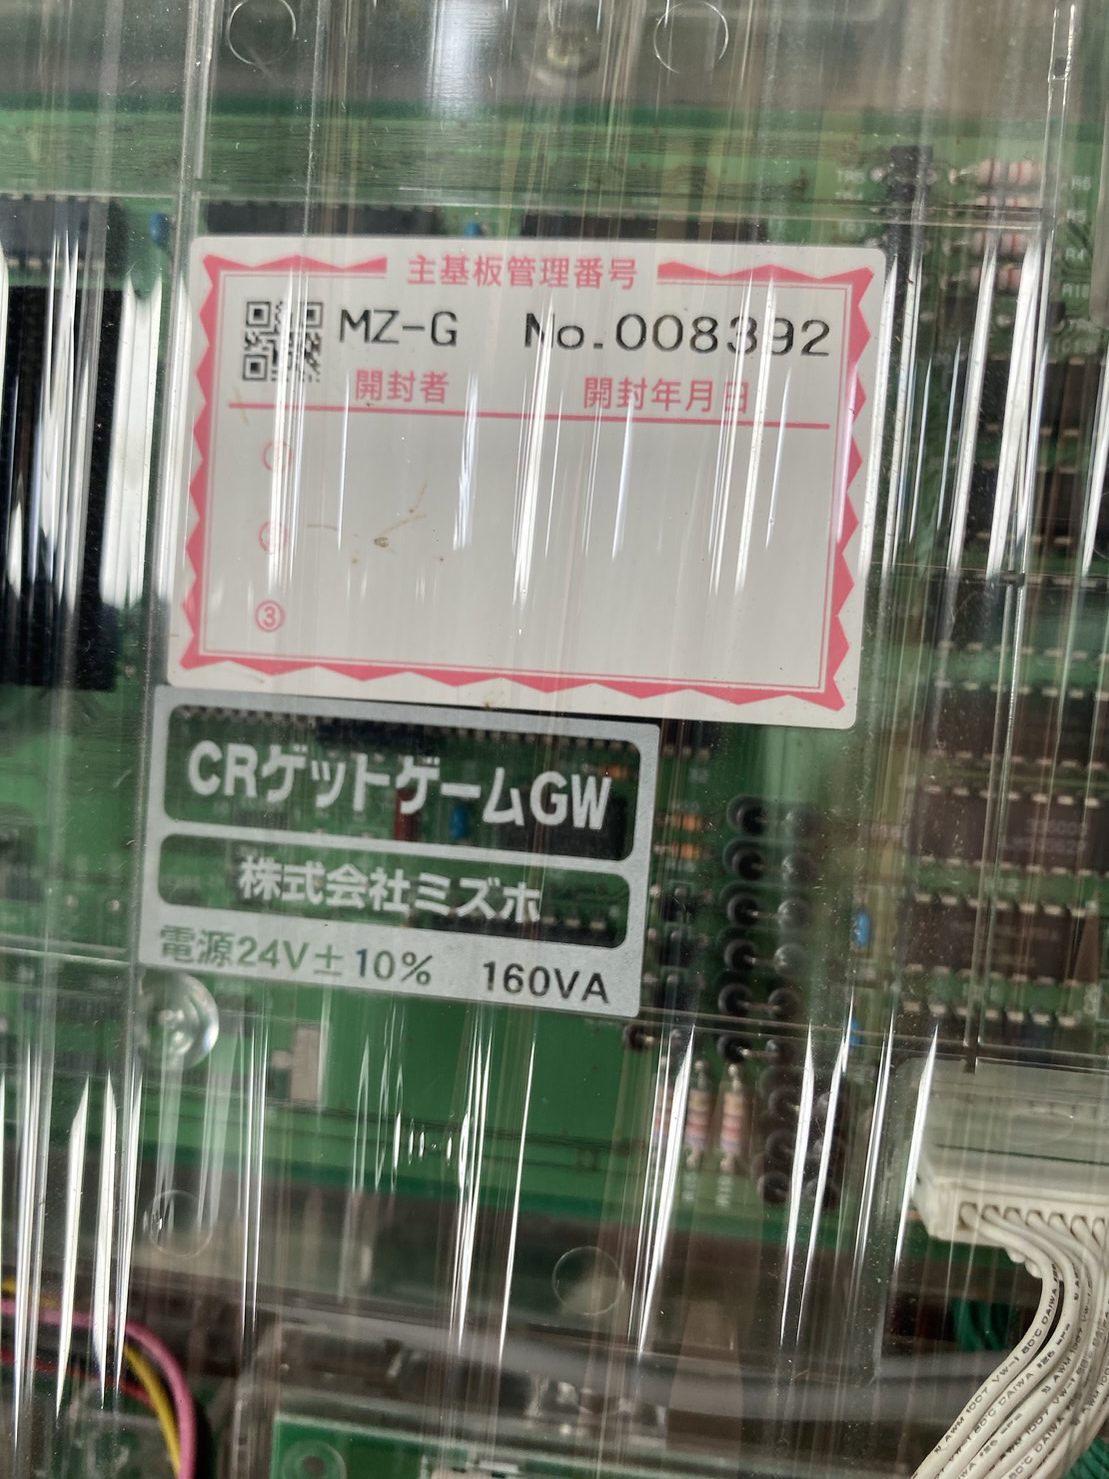 主基板管理番号
MZ-G No.008392
開封者 開封年月日
①
②
③
CRゲットゲームGW
株式会社ミズホ
電源24V±10% 160VA